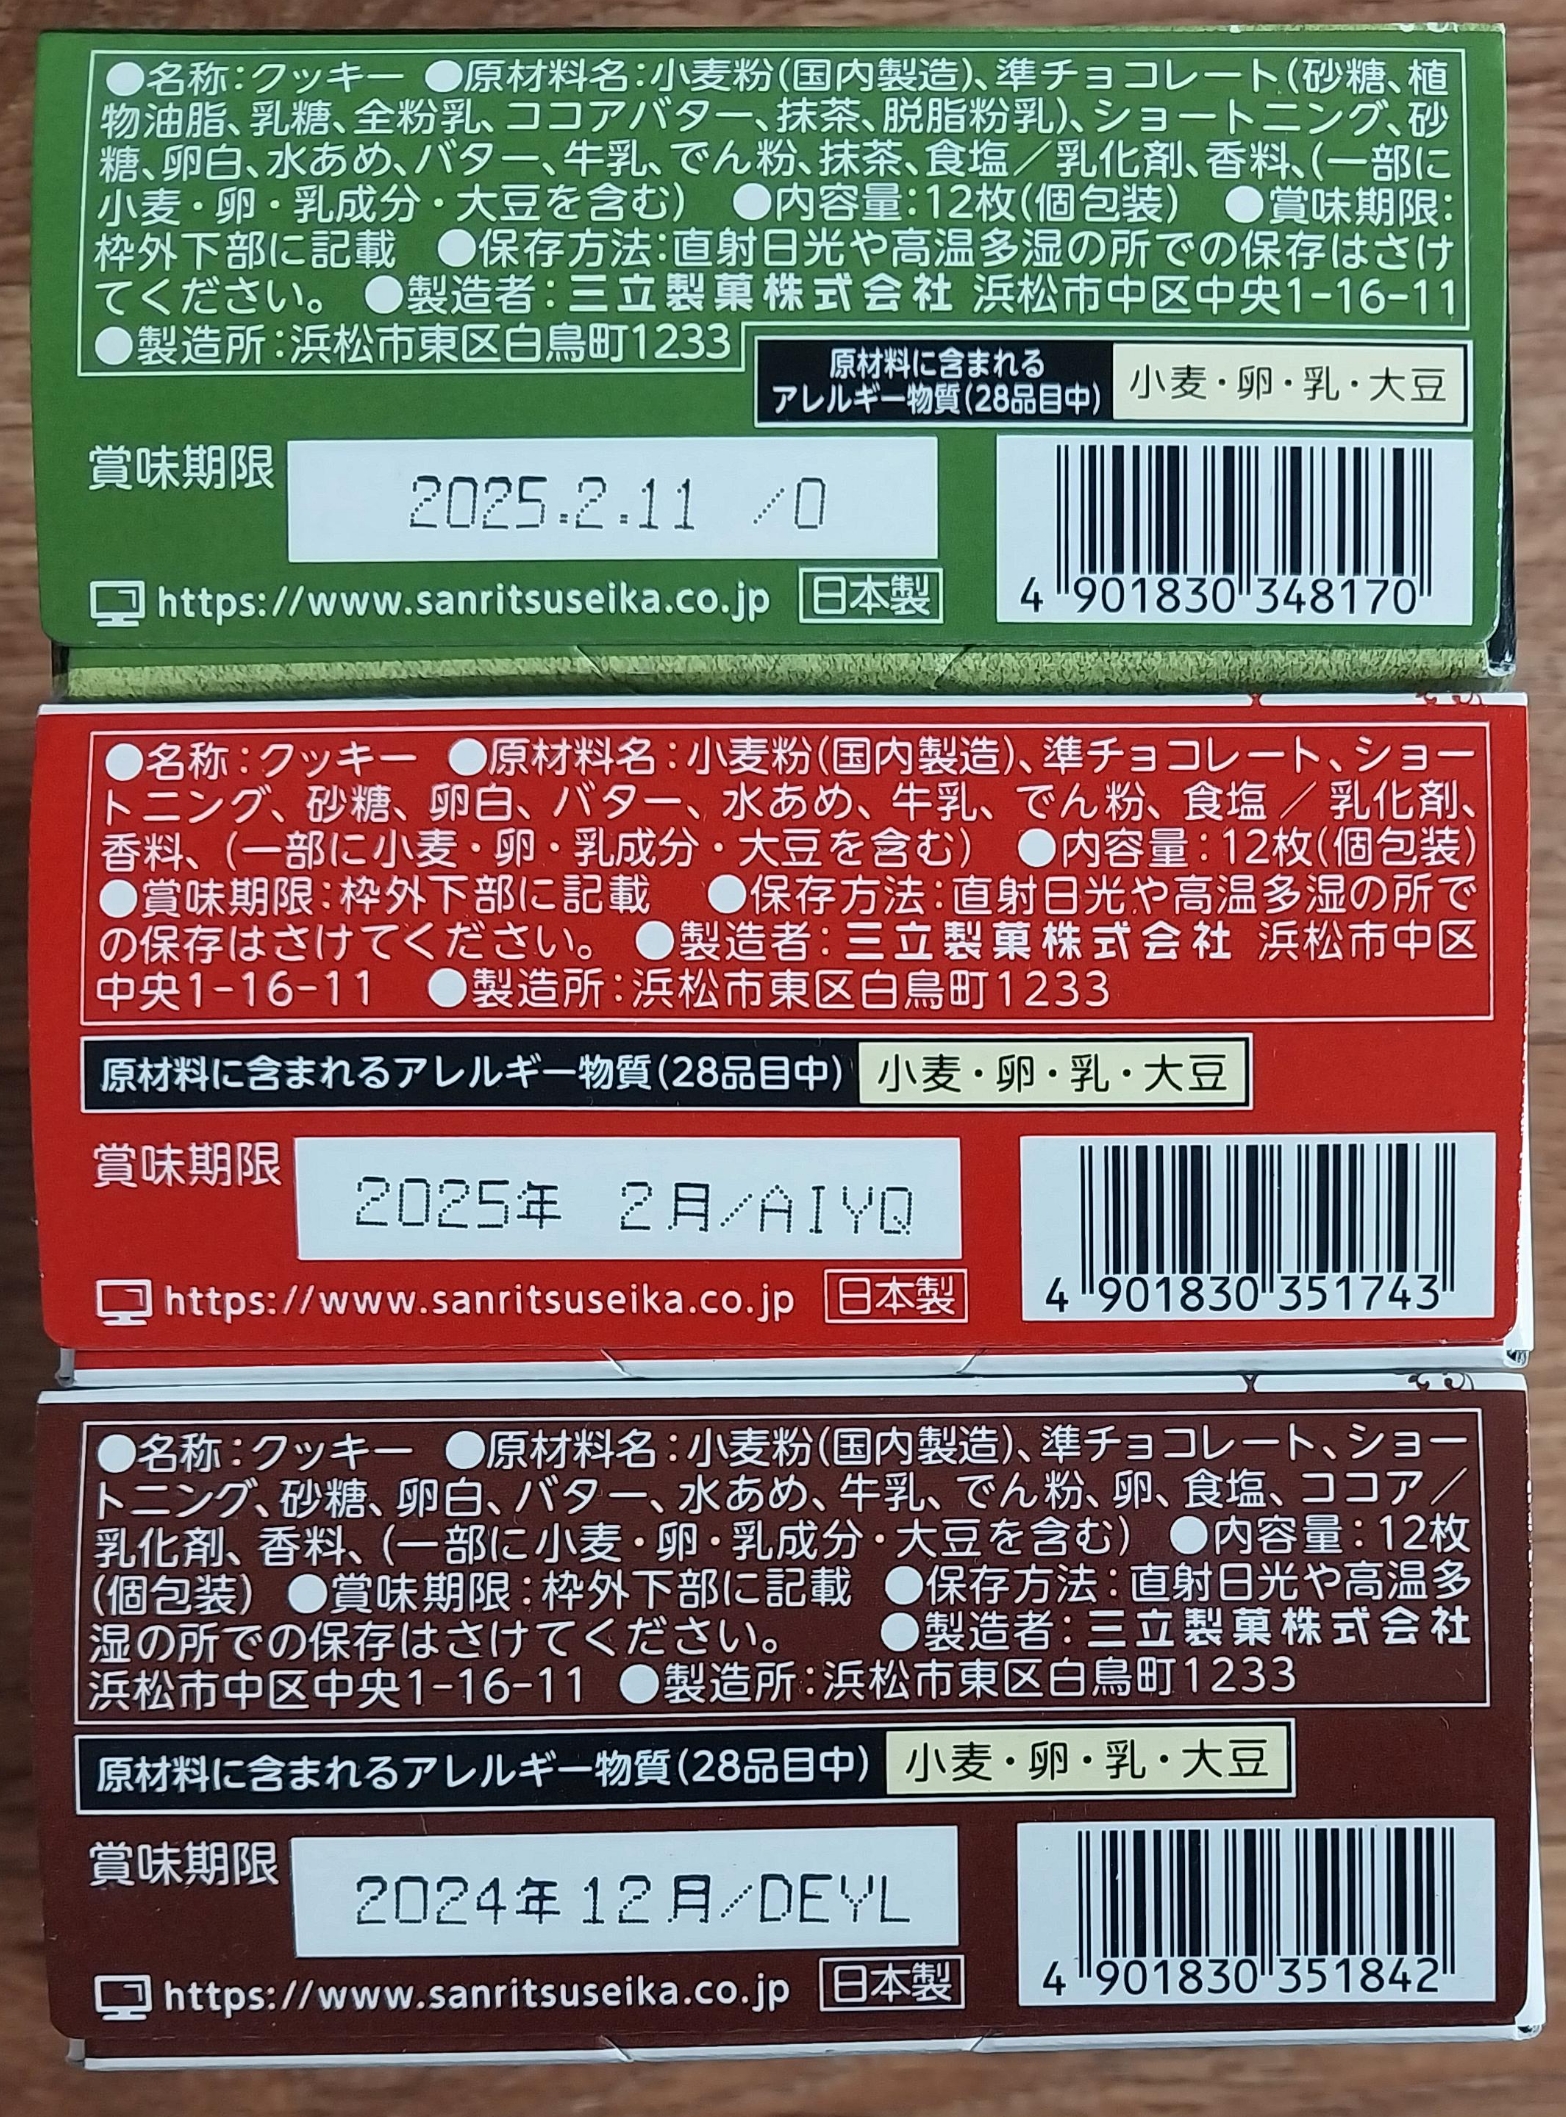 ●名称：クッキー ●原材料名：小麦粉（国内製造）、準チョコレート（砂糖、植
物油脂、乳糖、全粉乳、ココアバター、抹茶、脱脂粉乳）、ショートニング、砂
糖、卵白、水あめ、バター、牛乳、でん粉、抹茶、食塩／乳化剤、香料、（一部に
小麦・卵・乳成分・大豆を含む） ●内容量：12枚（個包装） ●賞味期限：
枠外下部に記載 ●保存方法：直射日光や高温多湿の所での保存はさけ
てください。 ●製造者：三立製菓株式会社 浜松市中区中央1-16-11
●製造所：浜松市東区白鳥町1233
原材料に含まれる
アレルギー物質（28品目中） 小麦・卵・乳・大豆
賞味期限 2025.2.11 /O
https://www.sanritsuseika.co.jp 日本製 4 901830 348170
●名称：クッキー ●原材料名：小麦粉（国内製造）、準チョコレート、ショー
トニング、砂糖、卵白、バター、水あめ、牛乳、でん粉、食塩／乳化剤、
香料、（一部に小麦・卵・乳成分・大豆を含む） ●内容量：12枚（個包装）
●賞味期限：枠外下部に記載 ●保存方法：直射日光や高温多湿の所で
の保存はさけてください。 ●製造者：三立製菓株式会社 浜松市中区
中央1-16-11 ●製造所：浜松市東区白鳥町1233
原材料に含まれるアレルギー物質（28品目中） 小麦・卵・乳・大豆
賞味期限 2025年 2月/AIYQ
https://www.sanritsuseika.co.jp 日本製 4 901830 351743
●名称：クッキー ●原材料名：小麦粉（国内製造）、準チョコレート、ショー
トニング、砂糖、卵白、バター、水あめ、牛乳、でん粉、卵、食塩、ココア／
乳化剤、香料、（一部に小麦・卵・乳成分・大豆を含む） ●内容量：12枚
（個包装） ●賞味期限：枠外下部に記載 ●保存方法：直射日光や高温多
湿の所での保存はさけてください。 ●製造者：三立製菓株式会社
浜松市中区中央1-16-11 ●製造所：浜松市東区白鳥町1233
原材料に含まれるアレルギー物質（28品目中） 小麦・卵・乳・大豆
賞味期限 2024年12月/DEYL
https://www.sanritsuseika.co.jp 日本製 4 901830 351842